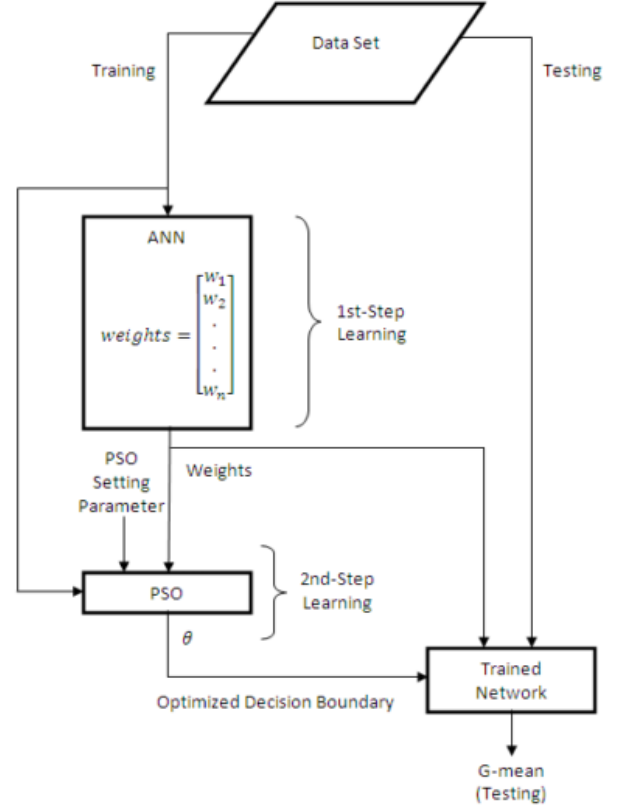 Data Set
Training
Testing
ANN
weights =
w1
w2
.
.
.
wn
1st-Step
Learning
PSO
Setting
Parameter
Weights
PSO
2nd-Step
Learning
θ
Trained
Network
Optimized Decision Boundary
G-mean
(Testing)